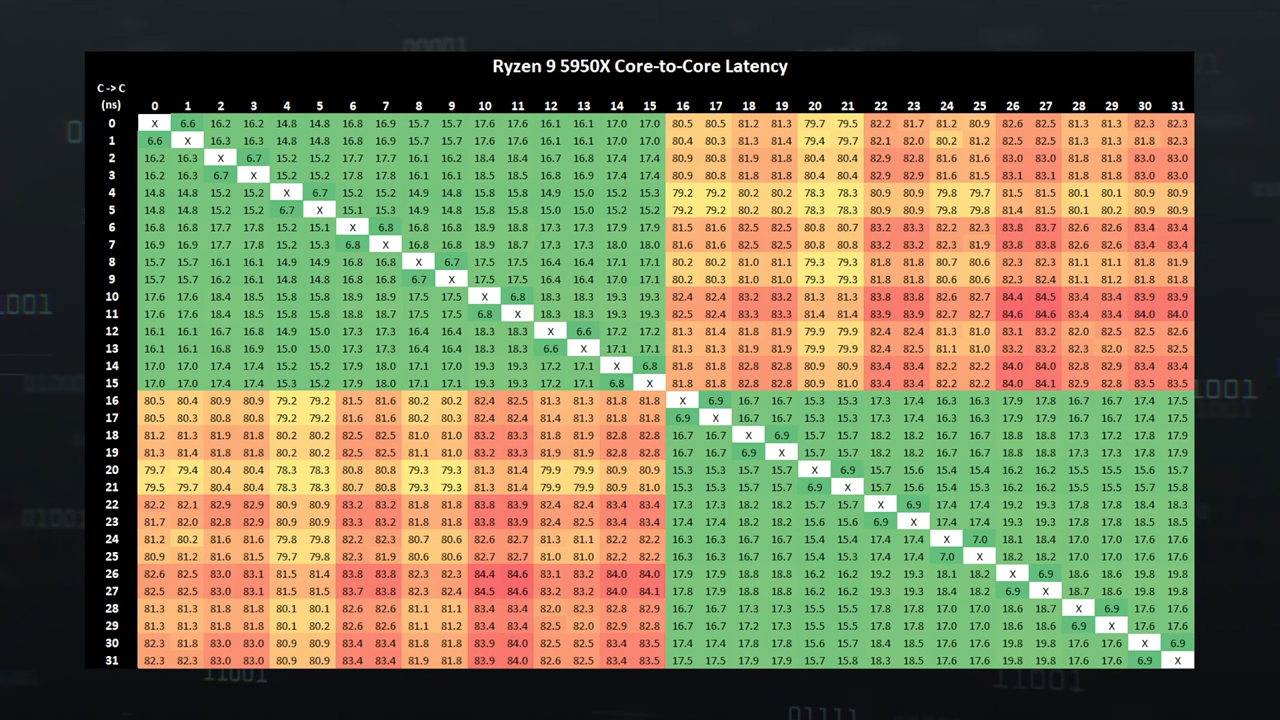 Ryzen 9 5950X Core-to-Core Latency
C -> C
(ns) 0 1 2 3 4 5 6 7 8 9 10 11 12 13 14 15 16 17 18 19 20 21 22 23 24 25 26 27 28 29 30 31
0 X 6.6 16.2 16.2 14.8 14.8 16.8 16.9 15.7 15.7 17.6 17.6 16.1 16.1 17.0 17.0 80.5 80.5 81.2 81.3 79.7 79.5 82.2 81.7 81.2 80.9 82.6 82.5 81.3 81.3 82.3 82.3
1 6.6 X 16.3 16.3 14.8 14.8 16.8 16.9 15.7 15.7 17.6 17.6 16.1 16.1 17.0 17.0 80.4 80.3 81.3 81.4 79.4 79.7 82.1 82.0 80.2 81.2 82.5 82.5 81.3 81.3 81.8 82.3
2 16.2 16.3 X 6.7 15.2 15.2 17.7 17.7 16.1 16.2 18.4 18.4 16.7 16.8 17.4 17.4 80.9 80.8 81.9 81.8 80.4 80.4 82.9 82.8 81.6 81.6 83.0 83.0 81.8 81.8 83.0 83.0
3 16.2 16.3 6.7 X 15.2 15.2 17.8 17.8 16.1 16.1 18.5 18.5 16.8 16.9 17.4 17.4 80.9 80.8 81.8 81.8 80.4 80.4 82.9 82.9 81.6 81.5 83.1 83.1 81.8 81.8 83.0 83.0
4 14.8 14.8 15.2 15.2 X 6.7 15.2 15.2 14.9 14.8 15.8 15.8 14.9 15.0 15.2 15.3 79.2 79.2 80.2 80.2 78.3 78.3 80.9 80.9 79.8 79.7 81.5 81.5 80.1 80.1 80.9 80.9
5 14.8 14.8 15.2 15.2 6.7 X 15.1 15.3 14.9 14.8 15.8 15.8 15.0 15.0 15.2 15.2 79.2 79.2 80.2 80.2 78.3 78.3 80.9 80.9 79.8 79.8 81.4 81.5 80.1 80.2 80.9 80.9
6 16.8 16.8 17.7 17.8 15.2 15.1 X 6.8 16.8 16.8 18.9 18.8 17.3 17.3 17.9 17.9 81.5 81.6 82.5 82.5 80.8 80.7 83.2 83.3 82.2 82.3 83.8 83.7 82.6 82.6 83.4 83.4
7 16.9 16.9 17.7 17.8 15.2 15.3 6.8 X 16.8 16.8 18.9 18.7 17.3 17.3 18.0 18.0 81.6 81.6 82.5 82.5 80.8 80.8 83.2 83.2 82.3 81.9 83.8 83.8 82.6 82.6 83.4 83.4
8 15.7 15.7 16.1 16.1 14.9 14.9 16.8 16.8 X 6.7 17.5 17.5 16.4 16.4 17.1 17.1 80.2 80.2 81.0 81.1 79.3 79.3 81.8 81.8 80.7 80.6 82.3 82.3 81.1 81.1 81.8 81.9
9 15.7 15.7 16.2 16.1 14.8 14.8 16.8 16.8 6.7 X 17.5 17.5 16.4 16.4 17.0 17.1 80.2 80.3 81.0 81.0 79.3 79.3 81.8 81.8 80.6 80.6 82.3 82.4 81.1 81.2 81.8 81.8
10 17.6 17.6 18.4 18.5 15.8 15.8 18.9 18.9 17.5 17.5 X 6.8 18.3 18.3 19.3 19.3 82.4 82.4 83.2 83.2 81.3 81.3 83.8 83.8 82.6 82.7 84.4 84.5 83.4 83.4 83.9 83.9
11 17.6 17.6 18.4 18.5 15.8 15.8 18.8 18.7 17.5 17.5 6.8 X 18.3 18.3 19.3 19.3 82.5 82.4 83.3 83.3 81.4 81.4 83.9 83.9 82.7 82.7 84.6 84.6 83.4 83.4 84.0 84.0
12 16.1 16.1 16.7 16.8 14.9 15.0 17.3 17.3 16.4 16.4 18.3 18.3 X 6.6 17.2 17.2 81.3 81.4 81.8 81.9 79.9 79.9 82.4 82.4 81.3 81.0 83.1 83.2 82.0 82.5 82.5 82.6
13 16.1 16.1 16.8 16.9 15.0 15.0 17.3 17.3 16.4 16.4 18.3 18.3 6.6 X 17.1 17.1 81.3 81.3 81.9 81.9 79.9 79.9 82.4 82.5 81.1 81.0 83.2 83.2 82.3 82.0 82.5 82.5
14 17.0 17.0 17.4 17.4 15.3 15.2 17.9 18.0 17.1 17.0 19.3 19.3 17.2 17.1 X 6.8 81.8 81.8 82.8 82.8 80.9 80.9 83.4 83.4 82.2 82.2 84.0 84.0 82.8 82.9 83.4 83.4
15 17.0 17.0 17.4 17.4 15.3 15.2 17.9 18.0 17.1 17.1 19.3 19.3 17.2 17.1 6.8 X 81.8 81.8 82.8 82.8 80.9 81.0 83.4 83.4 82.2 82.2 84.0 84.1 82.9 82.8 83.5 83.5
16 80.5 80.4 80.9 80.9 79.2 79.2 81.5 81.6 80.2 80.2 82.4 82.5 81.3 81.3 81.8 81.8 X 6.9 16.7 16.7 15.3 15.3 17.3 17.4 16.3 16.3 17.9 17.8 16.7 16.7 17.4 17.5
17 80.5 80.3 80.8 80.8 79.2 79.2 81.6 81.6 80.2 80.3 82.4 82.4 81.4 81.3 81.8 81.8 6.9 X 16.7 16.7 15.3 15.3 17.3 17.4 16.3 16.3 17.9 17.9 16.7 16.7 17.4 17.5
18 81.2 81.3 81.9 81.8 80.2 80.2 82.5 82.5 81.0 81.0 83.2 83.3 81.8 81.9 82.8 82.8 16.7 16.7 X 6.9 15.7 15.7 18.2 18.2 16.7 16.7 18.8 18.8 17.3 17.2 17.8 17.9
19 81.3 81.4 81.8 81.8 80.2 80.2 82.5 82.5 81.1 81.0 83.2 83.3 81.9 81.9 82.8 82.8 16.7 16.7 6.9 X 15.7 15.7 18.2 18.2 16.7 16.7 18.8 18.8 17.3 17.3 17.8 17.9
20 79.7 79.4 80.4 80.4 78.3 78.3 80.8 80.8 79.3 79.3 81.3 81.4 79.9 79.9 80.9 80.9 15.3 15.3 15.7 15.7 X 6.9 15.7 15.6 15.4 15.4 16.2 16.2 15.5 15.5 15.6 15.7
21 79.5 79.7 80.4 80.4 78.3 78.3 80.7 80.8 79.3 79.3 81.3 81.4 79.9 79.9 80.9 81.0 15.3 15.3 15.7 15.7 6.9 X 15.7 15.6 15.4 15.3 16.2 16.2 15.5 15.5 15.7 15.8
22 82.2 82.1 82.9 82.9 80.9 80.9 83.2 83.2 81.8 81.8 83.8 83.9 82.4 82.4 83.4 83.4 17.3 17.3 18.2 18.2 15.7 15.7 X 6.9 17.4 17.4 19.2 19.3 17.8 17.8 18.4 18.3
23 81.7 82.0 82.8 82.9 80.9 80.9 83.3 83.2 81.8 81.8 83.8 83.9 82.4 82.5 83.4 83.4 17.4 17.4 18.2 18.2 15.6 15.6 6.9 X 17.4 17.4 19.3 19.3 17.8 17.8 18.5 18.5
24 81.2 80.2 81.6 81.6 79.8 79.8 82.2 82.3 80.7 80.6 82.6 82.7 81.3 81.1 82.2 82.2 16.3 16.3 16.7 16.7 15.4 15.4 17.4 17.4 X 7.0 18.1 18.4 17.0 17.0 17.6 17.6
25 80.9 81.2 81.6 81.5 79.7 79.8 82.3 81.9 80.6 80.6 82.7 82.7 81.0 81.0 82.2 82.2 16.3 16.3 16.7 16.7 15.4 15.3 17.4 17.4 7.0 X 18.2 18.2 17.0 17.0 17.6 17.6
26 82.6 82.5 83.0 83.1 81.5 81.4 83.8 83.8 82.3 82.3 84.4 84.6 83.1 83.2 84.0 84.0 17.9 17.9 18.8 18.8 16.2 16.2 19.2 19.3 18.1 18.2 X 6.9 18.6 18.6 19.8 19.8
27 82.5 82.5 83.0 83.1 81.5 81.5 83.7 83.8 82.3 82.4 84.5 84.6 83.2 83.2 84.0 84.1 17.8 17.9 18.8 18.8 16.2 16.2 19.3 19.3 18.4 18.2 6.9 X 18.7 18.6 19.8 19.8
28 81.3 81.3 81.8 81.8 80.1 80.1 82.6 82.6 81.1 81.1 83.4 83.4 82.0 82.3 82.8 82.9 16.7 16.7 17.3 17.3 15.5 15.5 17.8 17.8 17.0 17.0 18.6 18.7 X 6.9 17.6 17.6
29 81.3 81.3 81.8 81.8 80.1 80.2 82.6 82.6 81.1 81.2 83.4 83.4 82.5 82.0 82.9 82.8 16.7 16.7 17.2 17.3 15.5 15.5 17.8 17.8 17.0 17.0 18.6 18.6 6.9 X 17.6 17.6
30 82.3 81.8 83.0 83.0 80.9 80.9 83.4 83.4 81.8 81.8 83.9 84.0 82.5 82.5 83.4 83.5 17.4 17.4 17.8 17.8 15.6 15.7 18.4 18.5 17.6 17.6 19.8 19.8 17.6 17.6 X 6.9
31 82.3 82.3 83.0 83.0 80.9 80.9 83.4 83.4 81.9 81.8 83.9 84.0 82.6 82.5 83.4 83.5 17.5 17.5 17.9 17.9 15.7 15.8 18.3 18.5 17.6 17.6 19.8 19.8 17.6 17.6 6.9 X